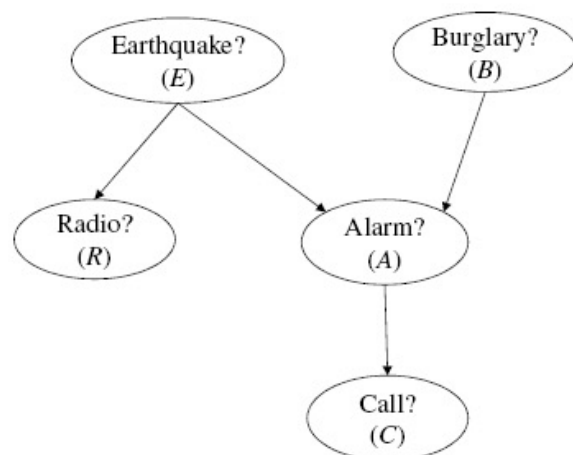 Earthquake?
(E)
Burglary?
(B)
Radio?
(R)
Alarm?
(A)
Call?
(C)